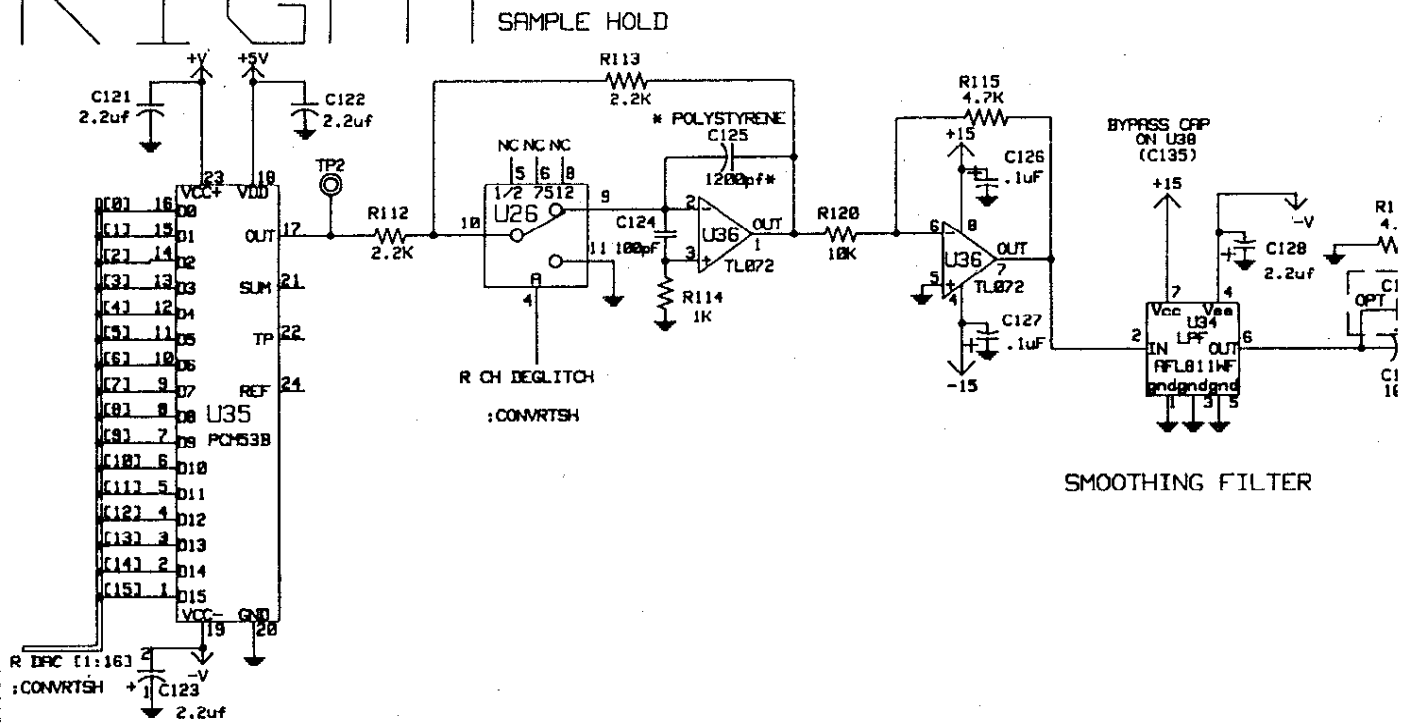 RIGHT
SAMPLE HOLD
+V
+5V
C121
2.2uf
C122
2.2uf
TP2
R113
2.2K
* POLYSTYRENE
C125
1200pf*
NC NC NC
5 6 8
1/2 7512
U26
10
9
11
A
4
R CH DEGLITCH
;CONVRTSH
R112
2.2K
C124
100pF
2 -
3 +
U36
OUT
1
TL072
R114
1K
R120
10K
R115
4.7K
+15
C126
.1uF
6 -
5 +
8
U36
OUT
7
4
TL072
C127
.1uF
-15
BYPASS CAP
ON U38
(C135)
+15
-V
C128
2.2uf
7 4
Vcc Vee
U34
LPF
2
IN
OUT
6
AFL811WF
gnd gnd gnd
1 3 5
SMOOTHING FILTER
R1
4.
OPT
C1
C1
16
23 18
VCC+ VDD
[0] 16 D0
[1] 15 D1
[2] 14 D2
[3] 13 D3
[4] 12 D4
[5] 11 D5
[6] 10 D6
[7] 9 D7
[8] 8 D8
[9] 7 D9
[10] 6 D10
[11] 5 D11
[12] 4 D12
[13] 3 D13
[14] 2 D14
[15] 1 D15
OUT 17
SUM 21
TP 22
REF 24
U35
PCM53B
VCC- GND
19 20
-V
R DAC [1:16]
;CONVRTSH
2
+ 1
C123
2.2uf